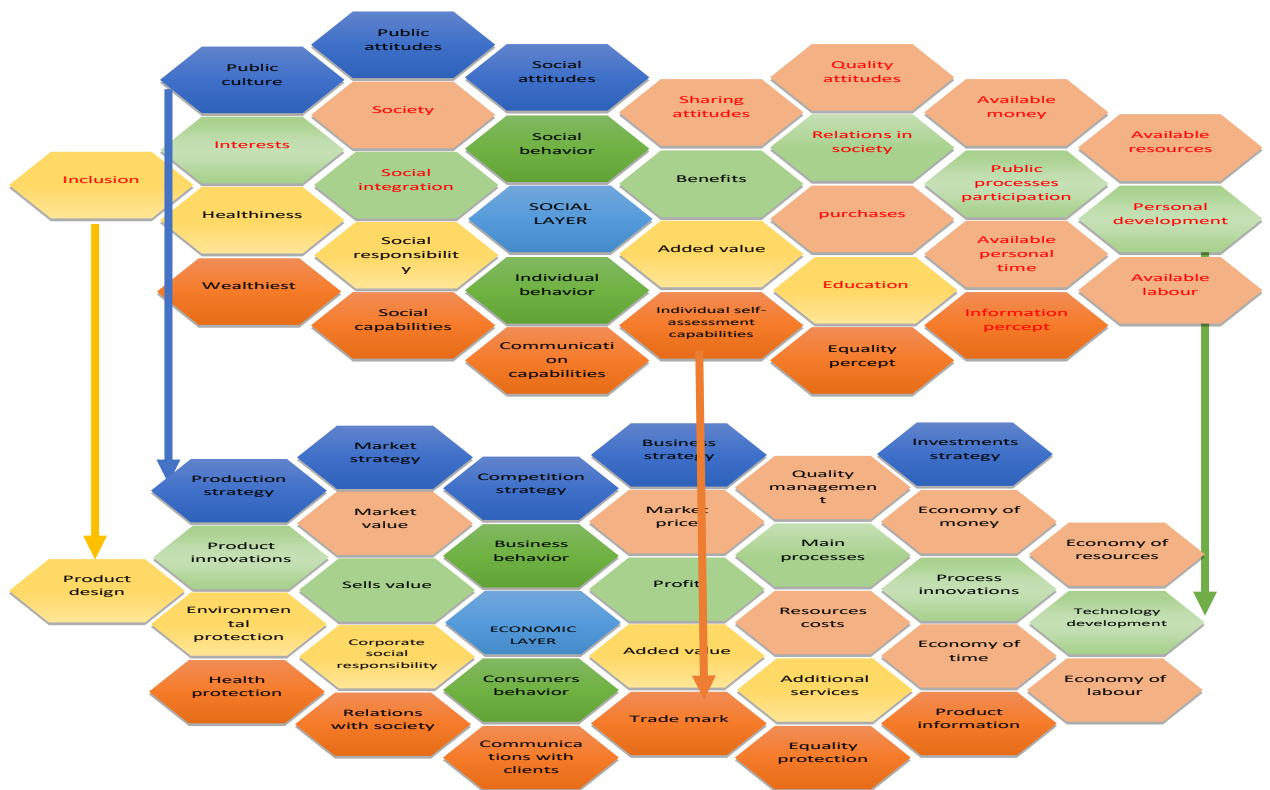 Public
attitudes
Public
culture
Social
attitudes
Quality
attitudes
Society
Sharing
attitudes
Available
money
Interests
Social
behavior
Relations in
society
Available
resources
Inclusion
Social
integration
Benefits
Public
processes
participation
Healthiness
SOCIAL
LAYER
purchases
Personal
development
Social
responsibilit
y
Added value
Available
personal
time
Wealthiest
Individual
behavior
Education
Available
labour
Social
capabilities
Individual self-
assessment
capabilities
Information
percept
Communicati
on
capabilities
Equality
percept
Market
strategy
Business
strategy
Investments
strategy
Production
strategy
Competition
strategy
Quality
managemen
t
Market
value
Market
price
Economy of
money
Product
innovations
Business
behavior
Main
processes
Economy of
resources
Product
design
Sells value
Profit
Process
innovations
Environmen
tal
protection
ECONOMIC
LAYER
Resources
costs
Technology
development
Corporate
social
responsibility
Added value
Economy of
time
Health
protection
Consumers
behavior
Additional
services
Economy of
labour
Relations
with society
Trade mark
Product
information
Communica
tions with
clients
Equality
protection